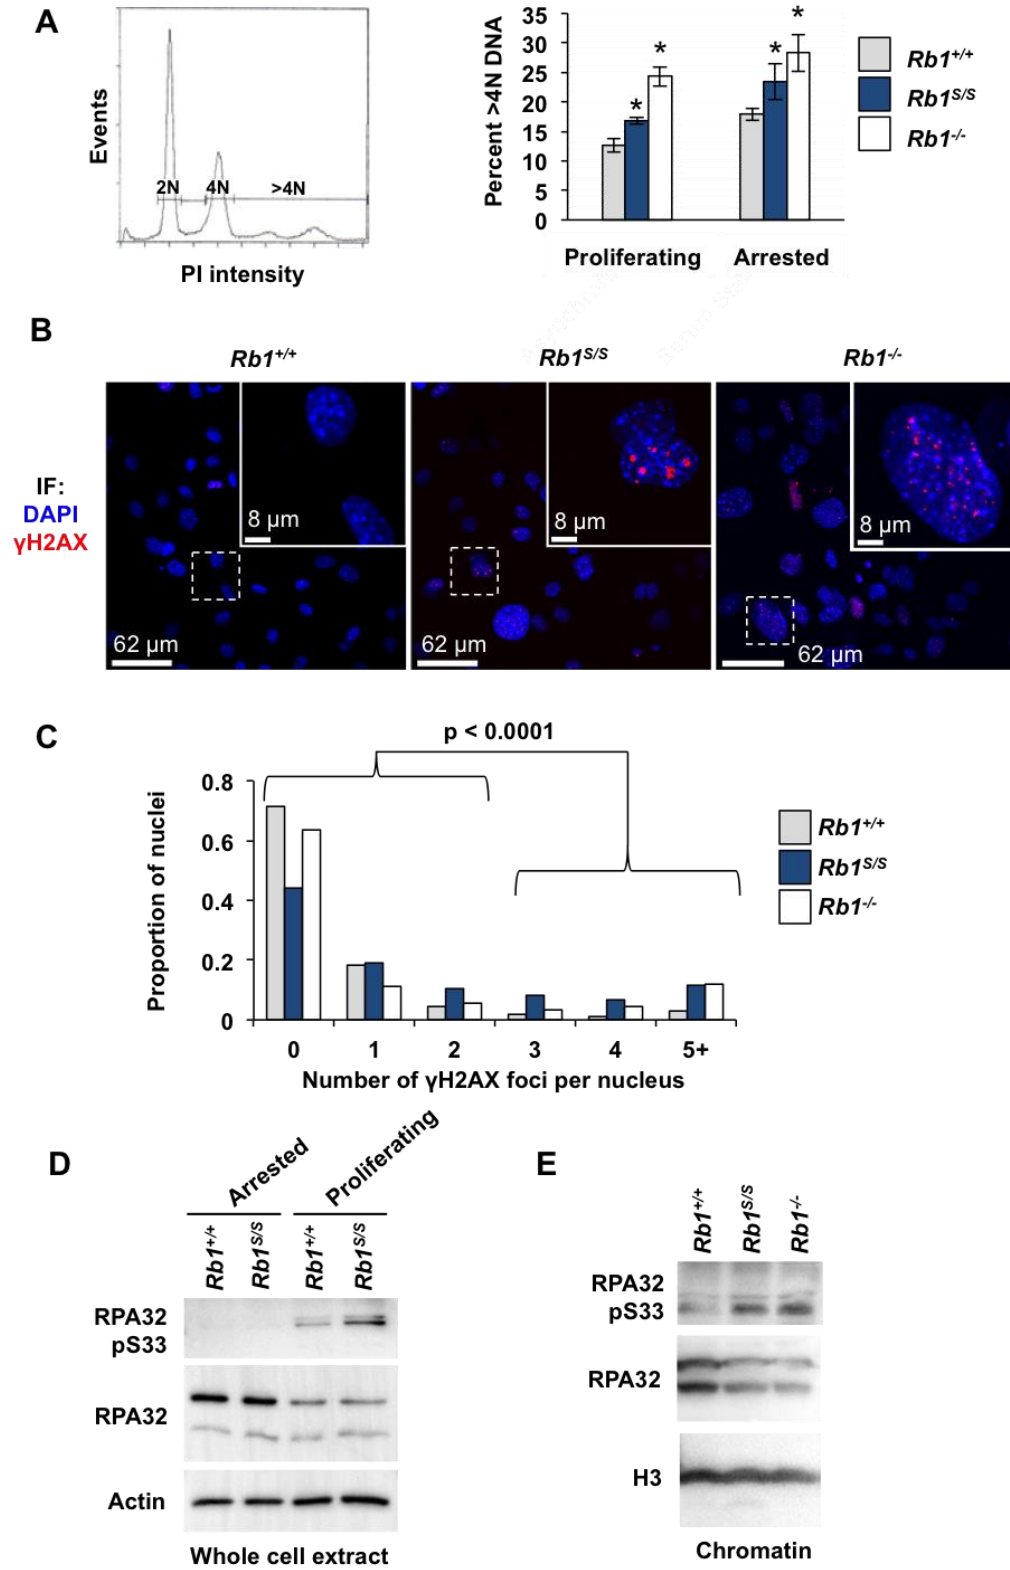 A
Events
2N 4N >4N
PI intensity
Percent >4N DNA
35
30
25
20
15
10
5
0
Proliferating Arrested
Rb1+/+
Rb1S/S
Rb1-/-
B
Rb1+/+ Rb1S/S Rb1-/-
IF:
DAPI
γH2AX
8 µm 8 µm 8 µm
62 µm 62 µm 62 µm
C
p < 0.0001
Proportion of nuclei
0.8
0.6
0.4
0.2
0
0 1 2 3 4 5+
Number of γH2AX foci per nucleus
Rb1+/+
Rb1S/S
Rb1-/-
D
Arrested Proliferating
Rb1+/+ Rb1S/S Rb1+/+ Rb1S/S
RPA32
pS33
RPA32
Actin
Whole cell extract
E
Rb1+/+ Rb1S/S Rb1-/-
RPA32
pS33
RPA32
H3
Chromatin